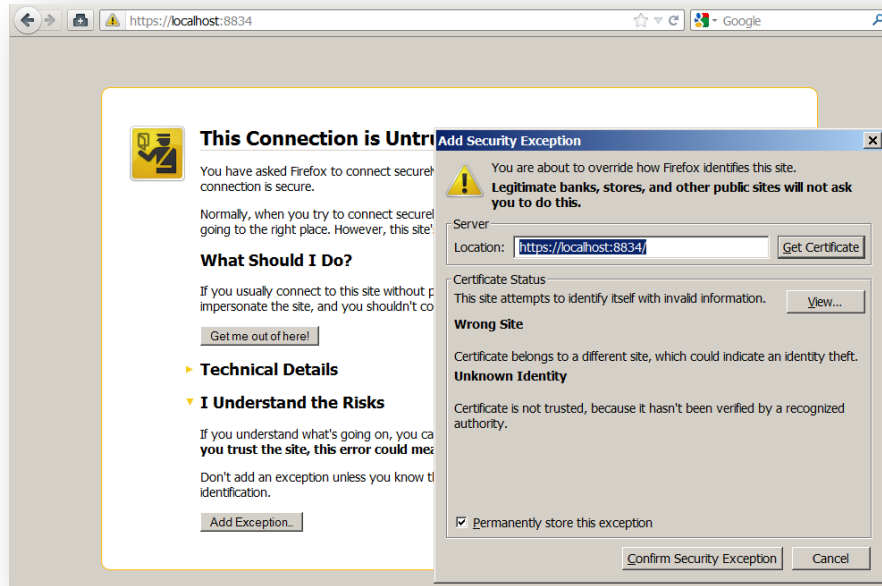 https://localhost:8834
Google
This Connection is Untru
You have asked Firefox to connect securely
connection is secure.
Normally, when you try to connect securel
going to the right place. However, this site'
What Should I Do?
If you usually connect to this site without p
impersonate the site, and you shouldn't co
Get me out of here!
Technical Details
I Understand the Risks
If you understand what's going on, you ca
you trust the site, this error could mea
Don't add an exception unless you know th
identification.
Add Exception...
Add Security Exception
You are about to override how Firefox identifies this site.
Legitimate banks, stores, and other public sites will not ask
you to do this.
Server
Location: https://localhost:8834/ Get Certificate
Certificate Status
This site attempts to identify itself with invalid information. View...
Wrong Site
Certificate belongs to a different site, which could indicate an identity theft.
Unknown Identity
Certificate is not trusted, because it hasn't been verified by a recognized
authority.
Permanently store this exception
Confirm Security Exception Cancel